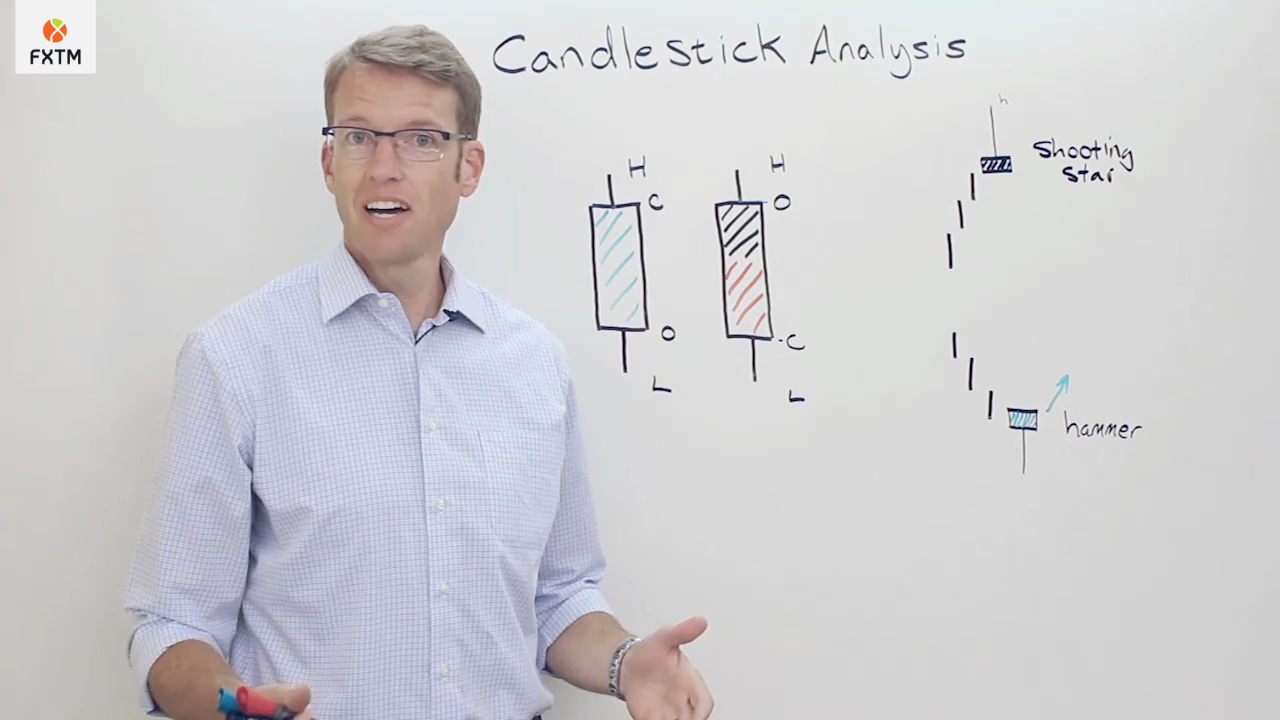 FXTM
Candlestick Analysis
h
Shooting
Star
H
C
O
L
H
O
C
L
hammer